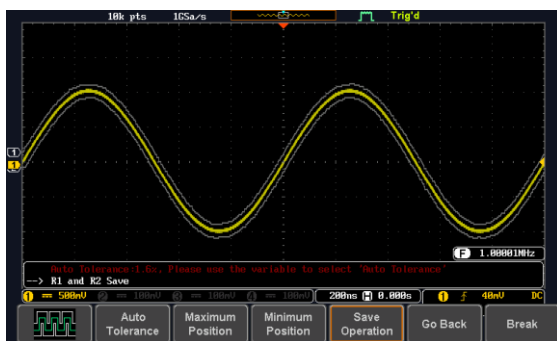 10k pts 1GSa/s Trig'd
1
1
F 1.00001MHz
Auto Tolerance:1.6%. Please use the variable to select 'Auto Tolerance'
--> R1 and R2 Save
1 500mV 2 100mV 3 100mV 4 100mV 200ns H 0.000s 1 40mV DC
Auto Tolerance
Maximum Position
Minimum Position
Save Operation
Go Back
Break